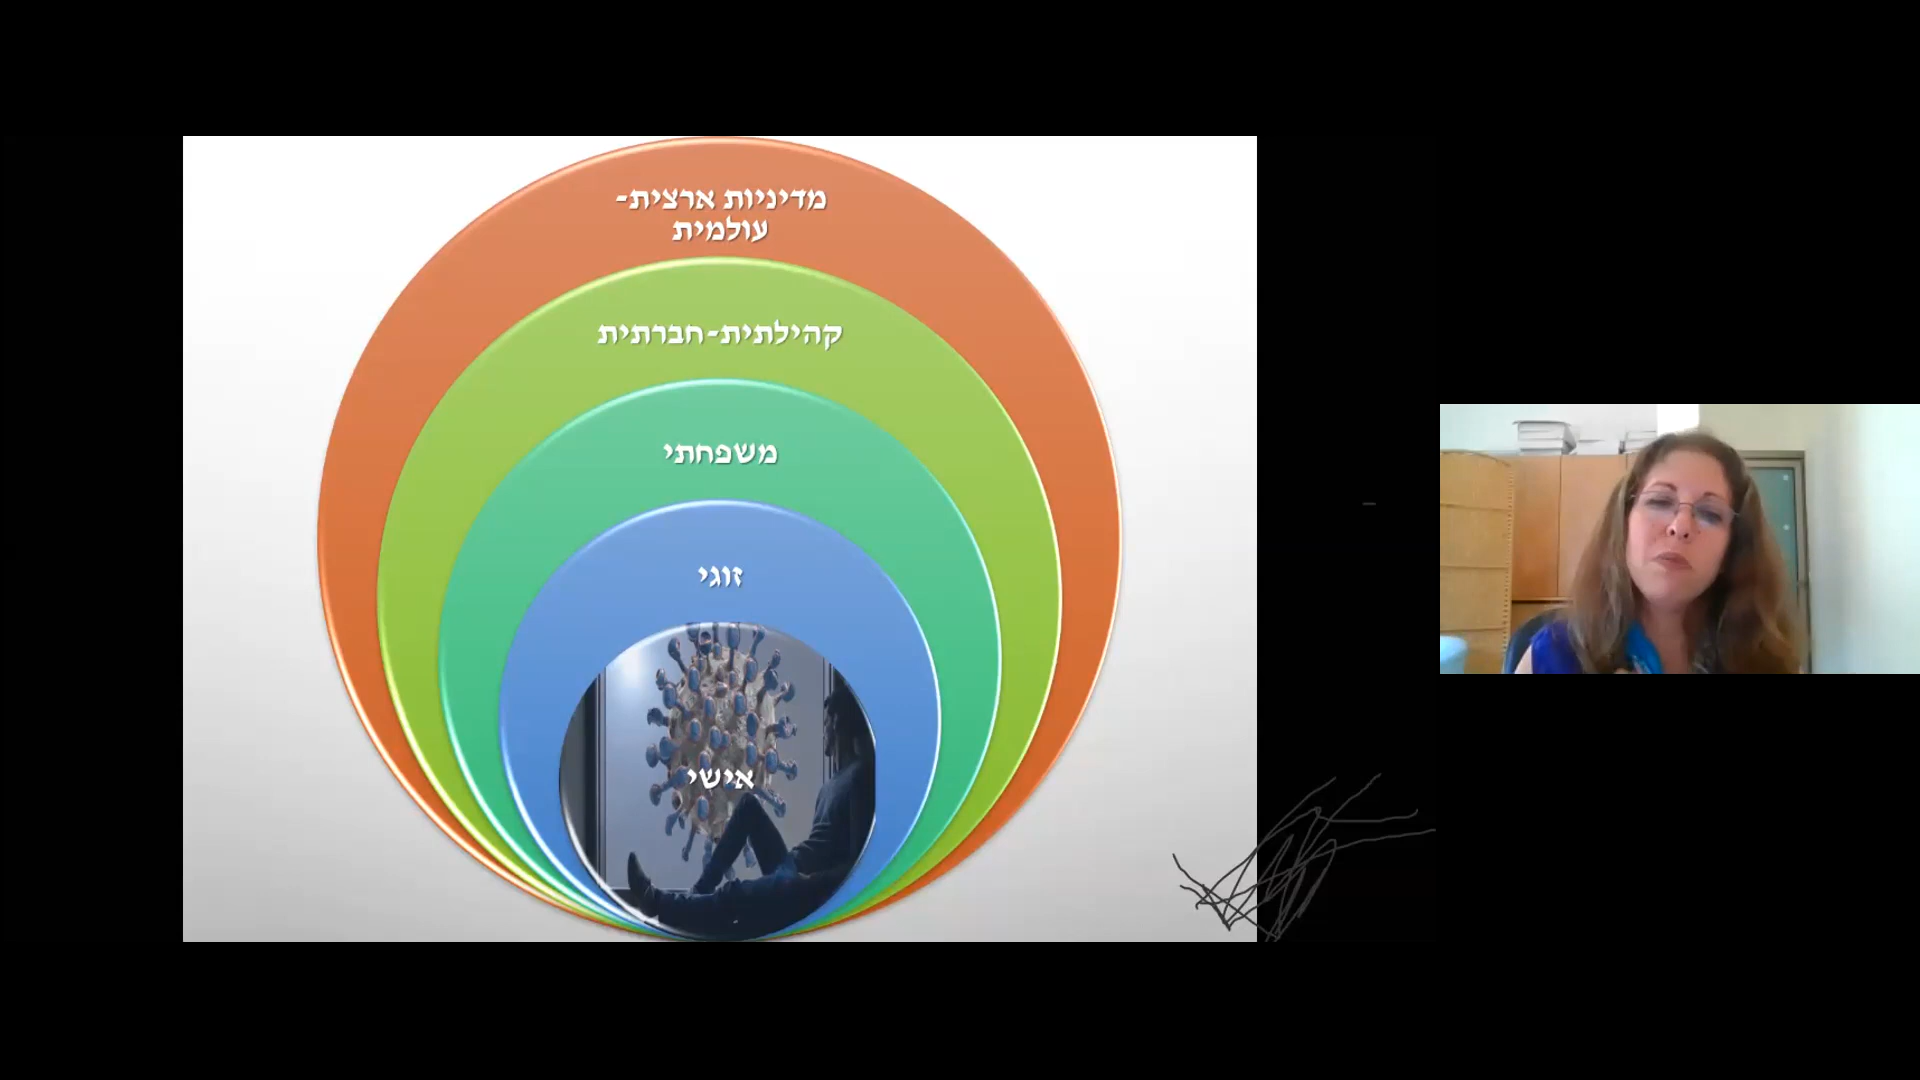 מדיניות ארצית-
עולמית
קהילתית-חברתית
משפחתי
זוגי
אישי